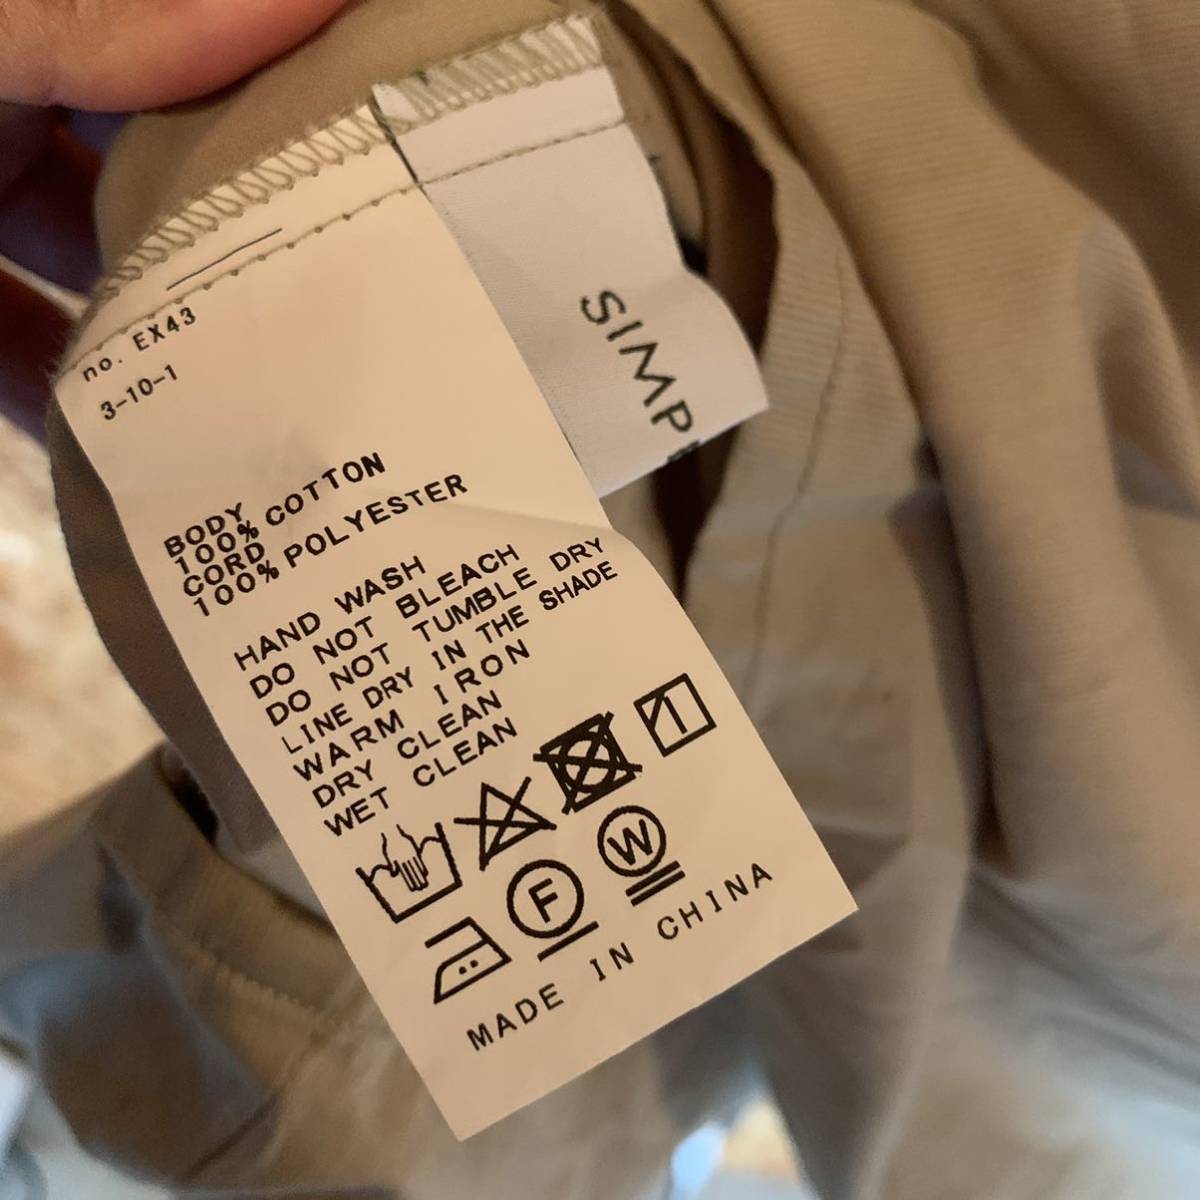 no. EX43
3-10-1
BODY
100% COTTON
CORD
100% POLYESTER
HAND WASH
DO NOT BLEACH
DO NOT TUMBLE DRY
LINE DRY IN THE SHADE
WARM IRON
DRY CLEAN
WET CLEAN
F
W
MADE IN CHINA
SIMP